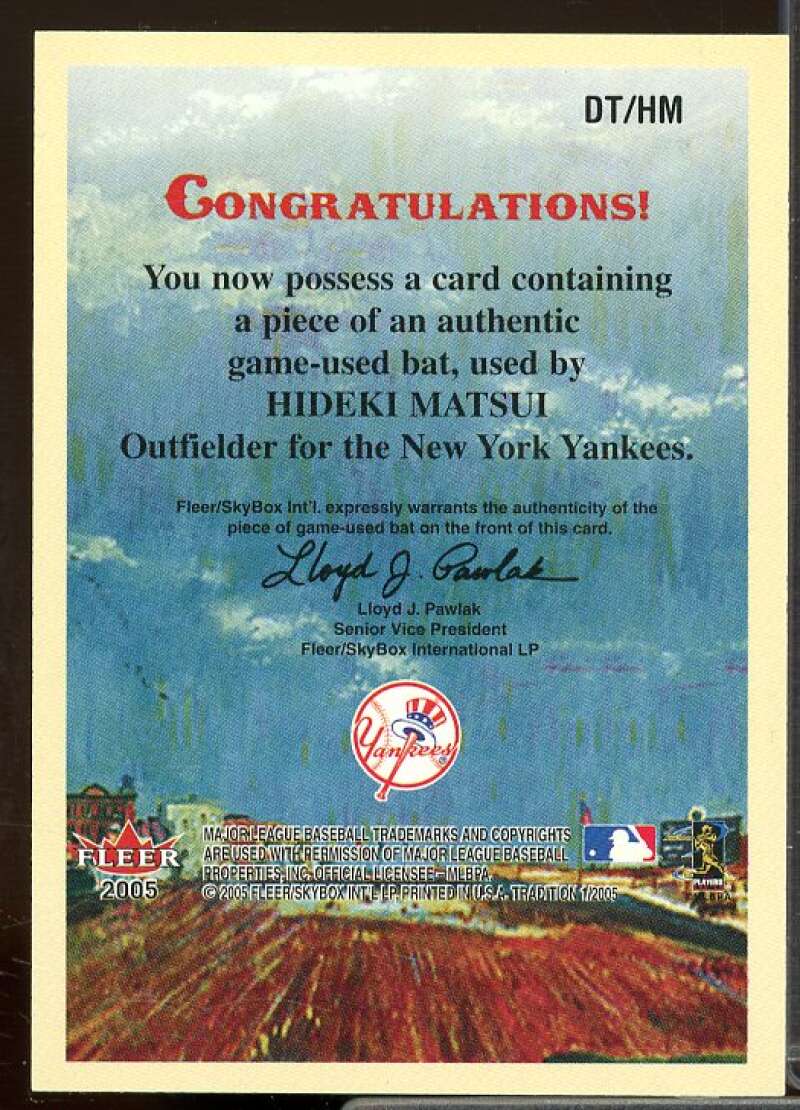 DT/HM
CONGRATULATIONS!
You now possess a card containing
a piece of an authentic
game-used bat, used by
HIDEKI MATSUI
Outfielder for the New York Yankees.
Fleer/SkyBox Int'l. expressly warrants the authenticity of the
piece of game-used bat on the front of this card.
Lloyd J. Pawlak
Lloyd J. Pawlak
Senior Vice President
Fleer/SkyBox International LP
Yankees
FLEER
2005
MAJOR LEAGUE BASEBALL TRADEMARKS AND COPYRIGHTS
ARE USED WITH PERMISSION OF MAJOR LEAGUE BASEBALL
PROPERTIES, INC. OFFICIAL LICENSEE—MLBPA.
© 2005 FLEER/SKYBOX INT'L LP. PRINTED IN U.S.A. TRADITION 1/2005
PLAYERS
MLBPA